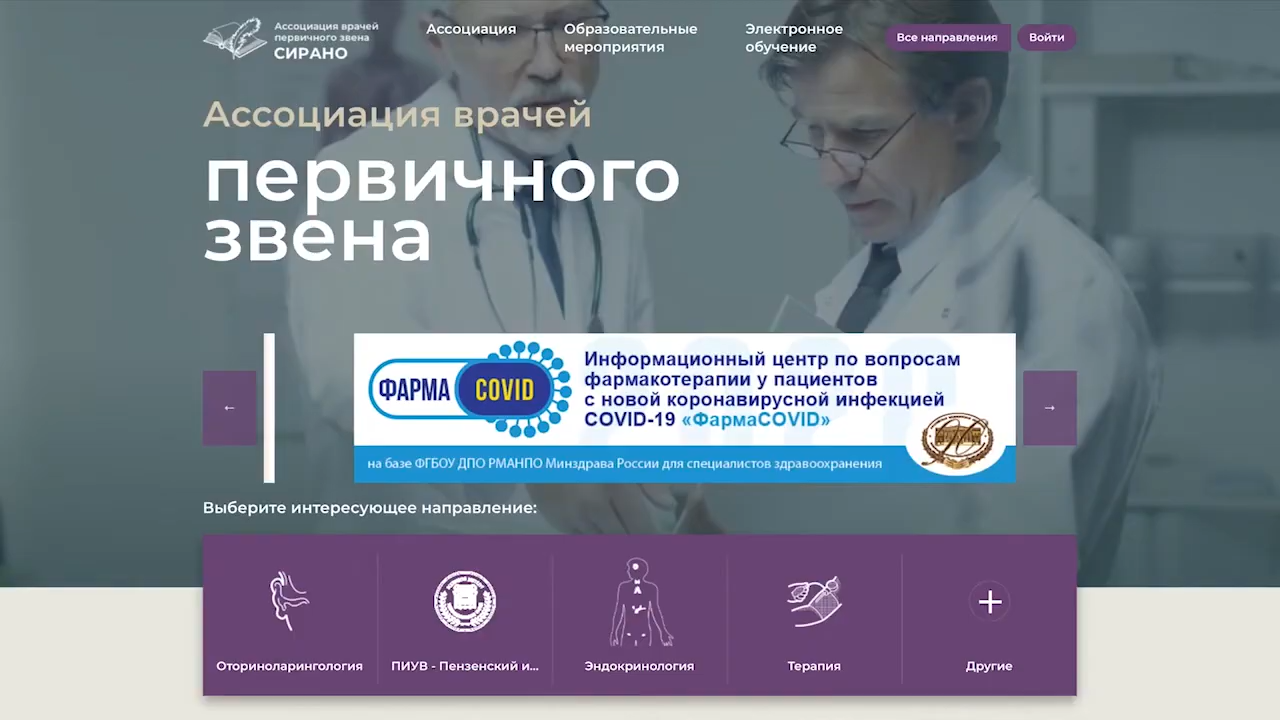 Ассоциация врачей
первичного звена
СИРАНО
Ассоциация
Образовательные
мероприятия
Электронное
обучение
Все направления
Войти
Ассоциация врачей
первичного
звена
ФАРМА COVID
Информационный центр по вопросам
фармакотерапии у пациентов
с новой коронавирусной инфекцией
COVID-19 «ФармаCOVID»
на базе ФГБОУ ДПО РМАНПО Минздрава России для специалистов здравоохранения
←
→
Выберите интересующее направление:
Оториноларингология
ПИУВ - Пензенский и...
Эндокринология
Терапия
Другие